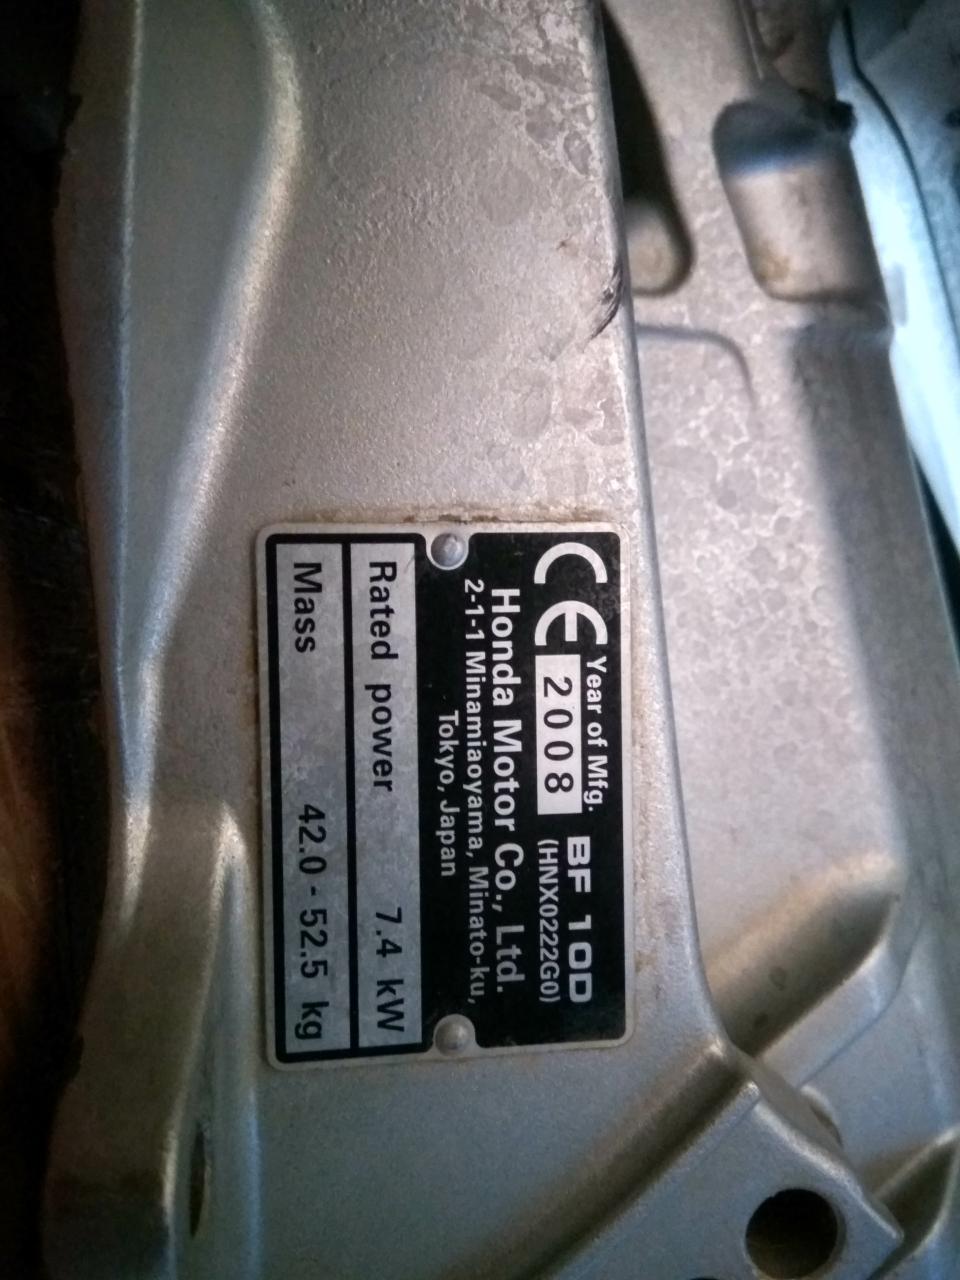 CE Year of Mfg. BF 10D
2008 (HNX0222G0)
Honda Motor Co., Ltd.
2-1-1 Minamiaoyama, Minato-ku,
Tokyo, Japan
Rated power 7.4 kW
Mass 42.0 - 52.5 kg